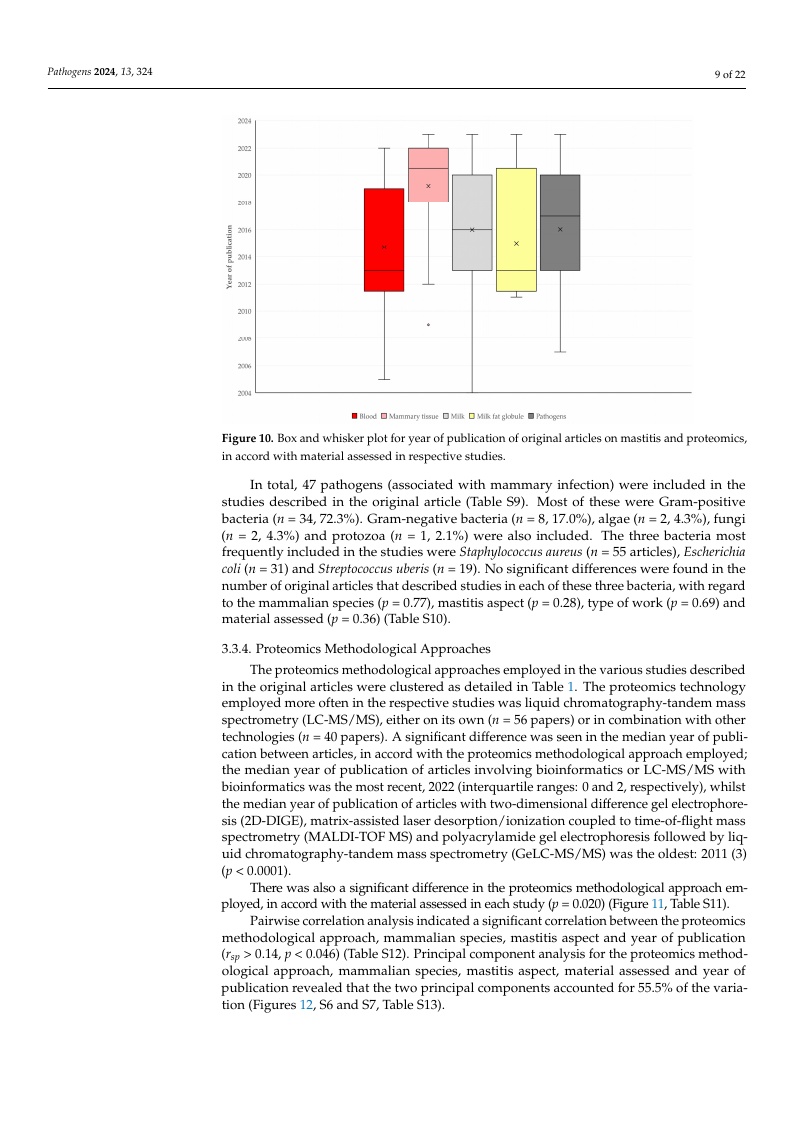 Pathogens 2024, 13, 324
9 of 22
2024
2022
2020
2018
2016
2014
2012
2010
2008
2006
2004
Year of publication
Blood Mammary tissue Milk Milk fat globule Pathogens
Figure 10. Box and whisker plot for year of publication of original articles on mastitis and proteomics,
in accord with material assessed in respective studies.
In total, 47 pathogens (associated with mammary infection) were included in the
studies described in the original article (Table S9). Most of these were Gram-positive
bacteria (n = 34, 72.3%). Gram-negative bacteria (n = 8, 17.0%), algae (n = 2, 4.3%), fungi
(n = 2, 4.3%) and protozoa (n = 1, 2.1%) were also included. The three bacteria most
frequently included in the studies were Staphylococcus aureus (n = 55 articles), Escherichia
coli (n = 31) and Streptococcus uberis (n = 19). No significant differences were found in the
number of original articles that described studies in each of these three bacteria, with regard
to the mammalian species (p = 0.77), mastitis aspect (p = 0.28), type of work (p = 0.69) and
material assessed (p = 0.36) (Table S10).
3.3.4. Proteomics Methodological Approaches
The proteomics methodological approaches employed in the various studies described
in the original articles were clustered as detailed in Table 1. The proteomics technology
employed more often in the respective studies was liquid chromatography-tandem mass
spectrometry (LC-MS/MS), either on its own (n = 56 papers) or in combination with other
technologies (n = 40 papers). A significant difference was seen in the median year of publi-
cation between articles, in accord with the proteomics methodological approach employed;
the median year of publication of articles involving bioinformatics or LC-MS/MS with
bioinformatics was the most recent, 2022 (interquartile ranges: 0 and 2, respectively), whilst
the median year of publication of articles with two-dimensional difference gel electrophore-
sis (2D-DIGE), matrix-assisted laser desorption/ionization coupled to time-of-flight mass
spectrometry (MALDI-TOF MS) and polyacrylamide gel electrophoresis followed by liq-
uid chromatography-tandem mass spectrometry (GeLC-MS/MS) was the oldest: 2011 (3)
(p < 0.0001).
There was also a significant difference in the proteomics methodological approach em-
ployed, in accord with the material assessed in each study (p = 0.020) (Figure 11, Table S11).
Pairwise correlation analysis indicated a significant correlation between the proteomics
methodological approach, mammalian species, mastitis aspect and year of publication
(rsp > 0.14, p < 0.046) (Table S12). Principal component analysis for the proteomics method-
ological approach, mammalian species, mastitis aspect, material assessed and year of
publication revealed that the two principal components accounted for 55.5% of the varia-
tion (Figures 12, S6 and S7, Table S13).